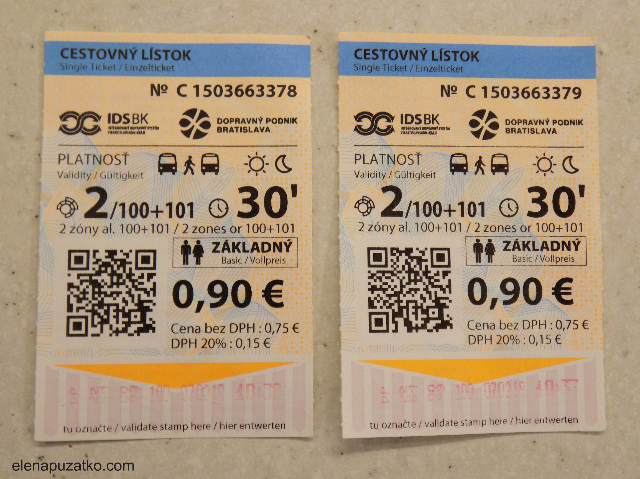 CESTOVNÝ LÍSTOK
Single Ticket / Einzelticket
№ C 1503663378
IDSBK
DOPRAVNÝ PODNIK
BRATISLAVA
PLATNOSŤ
Validity / Gültigkeit
2/100+101 30'
2 zóny al. 100+101 / 2 zones or 100+101
ZÁKLADNÝ
Basic / Vollpreis
0,90 €
Cena bez DPH : 0,75 €
DPH 20% : 0,15 €
tu označte / validate stamp here / hier entwerten
CESTOVNÝ LÍSTOK
Single Ticket / Einzelticket
№ C 1503663379
IDSBK
DOPRAVNÝ PODNIK
BRATISLAVA
PLATNOSŤ
Validity / Gültigkeit
2/100+101 30'
2 zóny al. 100+101 / 2 zones or 100+101
ZÁKLADNÝ
Basic / Vollpreis
0,90 €
Cena bez DPH : 0,75 €
DPH 20% : 0,15 €
tu označte / validate stamp here / hier entwerten
elenapuzatko.com